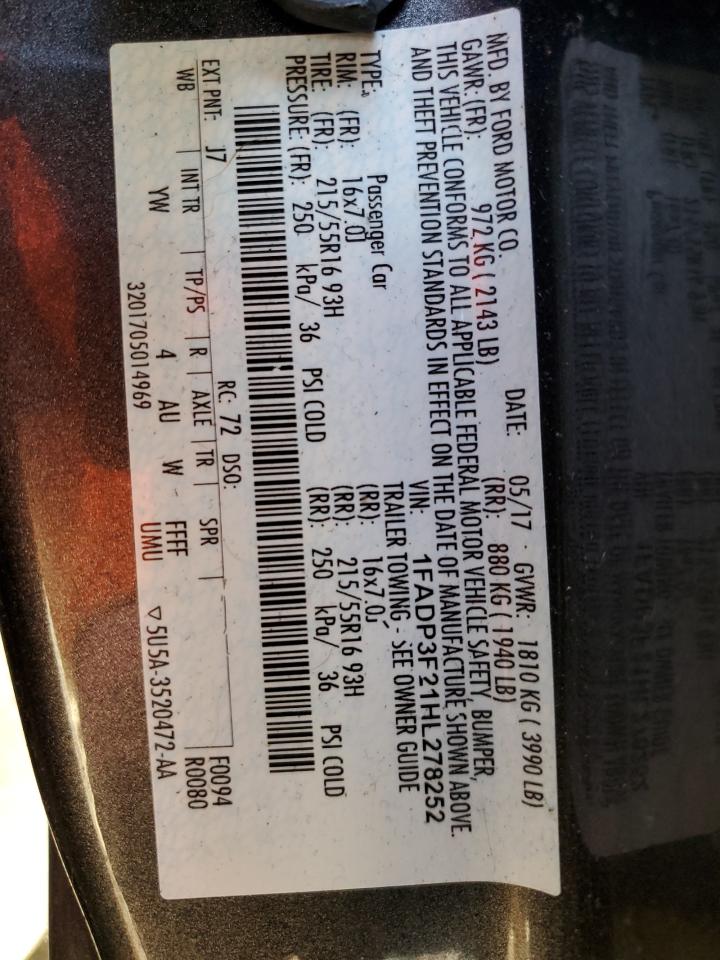 MFD. BY FORD MOTOR CO. DATE: 05/17 GVWR: 1810 KG ( 3990 LB)
GAWR: (FR): 972 KG ( 2143 LB) (RR): 880 KG ( 1940 LB)
THIS VEHICLE CONFORMS TO ALL APPLICABLE FEDERAL MOTOR VEHICLE SAFETY, BUMPER,
AND THEFT PREVENTION STANDARDS IN EFFECT ON THE DATE OF MANUFACTURE SHOWN ABOVE.
VIN: 1FADP3F21HL278252
TYPE: Passenger Car TRAILER TOWING - SEE OWNER GUIDE
RIM: (FR): 16x7.0J (RR): 16x7.0J
TIRE: (FR): 215/55R16 93H (RR): 215/55R16 93H
PRESSURE: (FR): 250 kPa/ 36 PSI COLD (RR): 250 kPa/ 36 PSI COLD
EXT PNT: J7 RC: 72 DSO: F0094
WB INT TR TP/PS R AXLE TR SPR R0080
YW 4 AU W FFFF
UMU ▽5U5A-3520472-AA
3201705014969